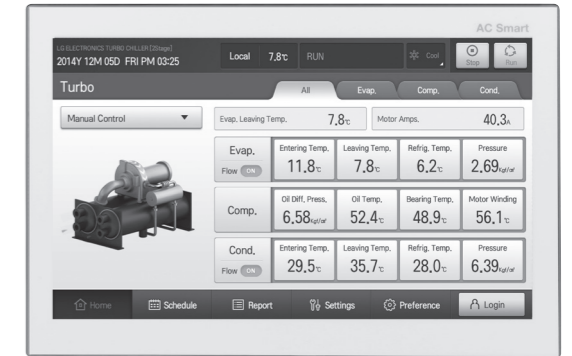 AC Smart
LG ELECTRONICS TURBO CHILLER [2Stage]
2014Y 12M 05D FRI PM 03:25
Local 7.8℃ RUN Cool Stop Run
Turbo All Evap. Comp. Cond.
Manual Control
Evap. Leaving Temp. 7.8℃ Motor Amps. 40.3A
Evap. Flow ON
Entering Temp. Leaving Temp. Refrig. Temp. Pressure
11.8℃ 7.8℃ 6.2℃ 2.69Kgf/㎠
Comp.
Oil Diff. Press. Oil Temp. Bearing Temp. Motor Winding
6.58Kgf/㎠ 52.4℃ 48.9℃ 56.1℃
Cond. Flow ON
Entering Temp. Leaving Temp. Refrig. Temp. Pressure
29.5℃ 35.7℃ 28.0℃ 6.39Kgf/㎠
Home Schedule Report Settings Preference Login